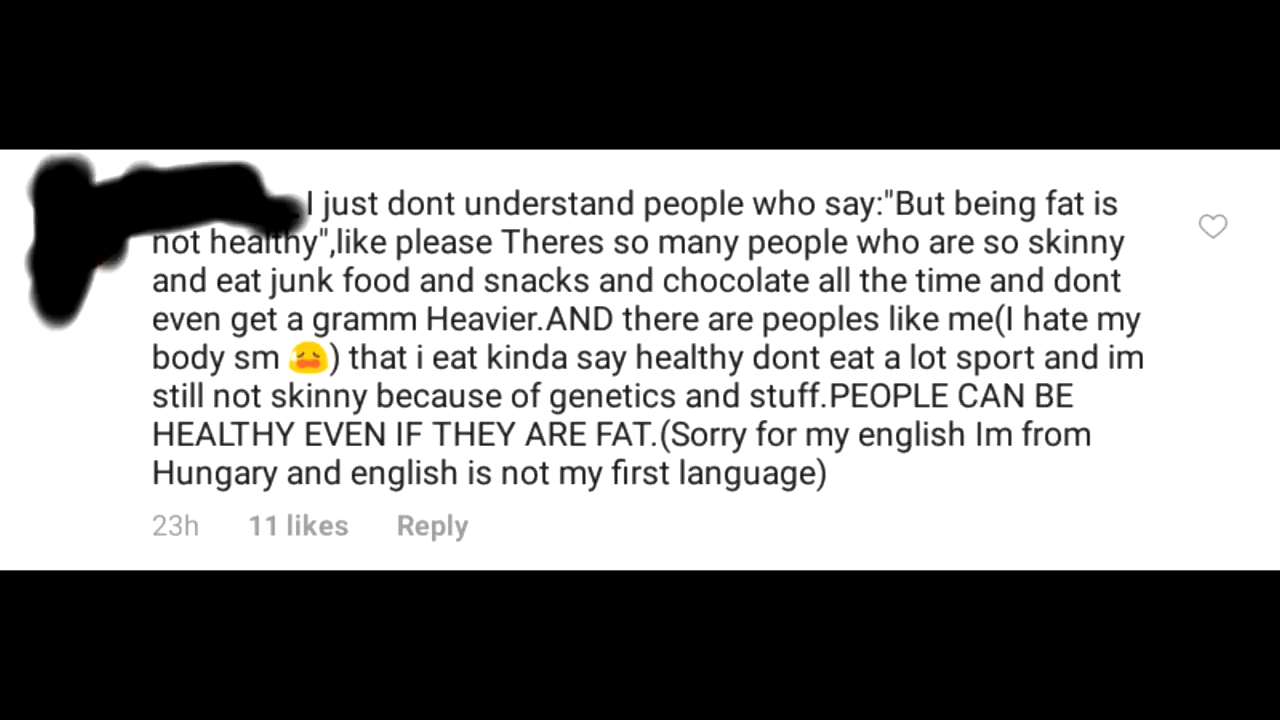 I just dont understand people who say:"But being fat is
not healthy",like please Theres so many people who are so skinny
and eat junk food and snacks and chocolate all the time and dont
even get a gramm Heavier.AND there are peoples like me(I hate my
body sm 😩) that i eat kinda say healthy dont eat a lot sport and im
still not skinny because of genetics and stuff.PEOPLE CAN BE
HEALTHY EVEN IF THEY ARE FAT.(Sorry for my english Im from
Hungary and english is not my first language)
23h 11 likes Reply